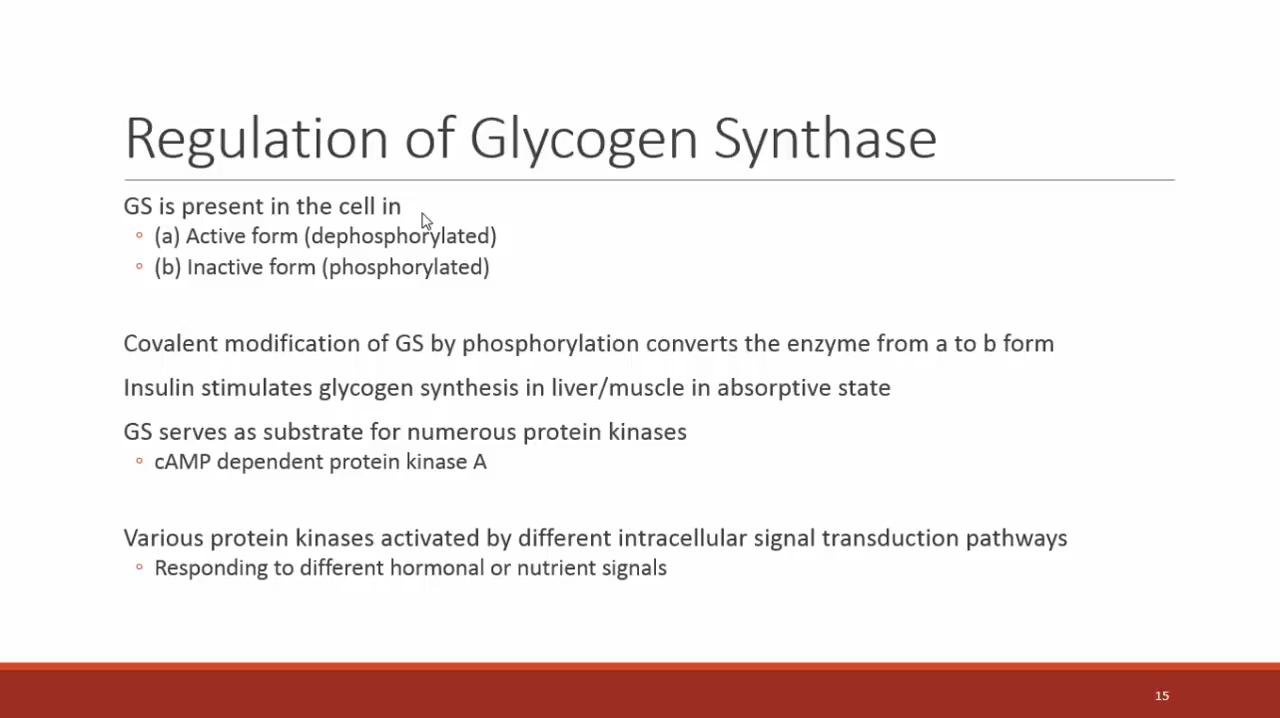 Regulation of Glycogen Synthase
GS is present in the cell in
◦ (a) Active form (dephosphorylated)
◦ (b) Inactive form (phosphorylated)
Covalent modification of GS by phosphorylation converts the enzyme from a to b form
Insulin stimulates glycogen synthesis in liver/muscle in absorptive state
GS serves as substrate for numerous protein kinases
◦ cAMP dependent protein kinase A
Various protein kinases activated by different intracellular signal transduction pathways
◦ Responding to different hormonal or nutrient signals
15